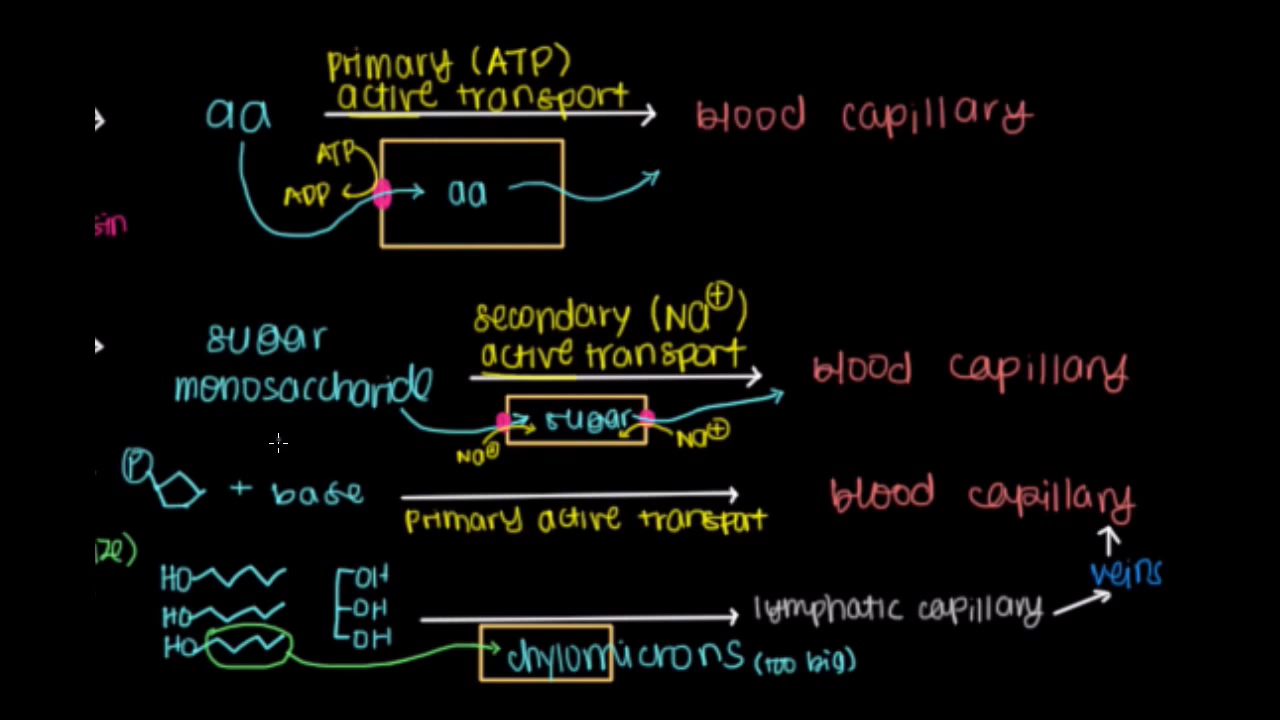 primary (ATP)
aa active transport blood capillary
ATP
ADP aa
sin
secondary (Na⊕)
sugar active transport
monosaccharide blood capillary
sugar
Na⊕ Na⊕
P + base blood capillary
primary active transport
HO OH veins
HO OH lymphatic capillary
HO OH chylomicrons (too big)